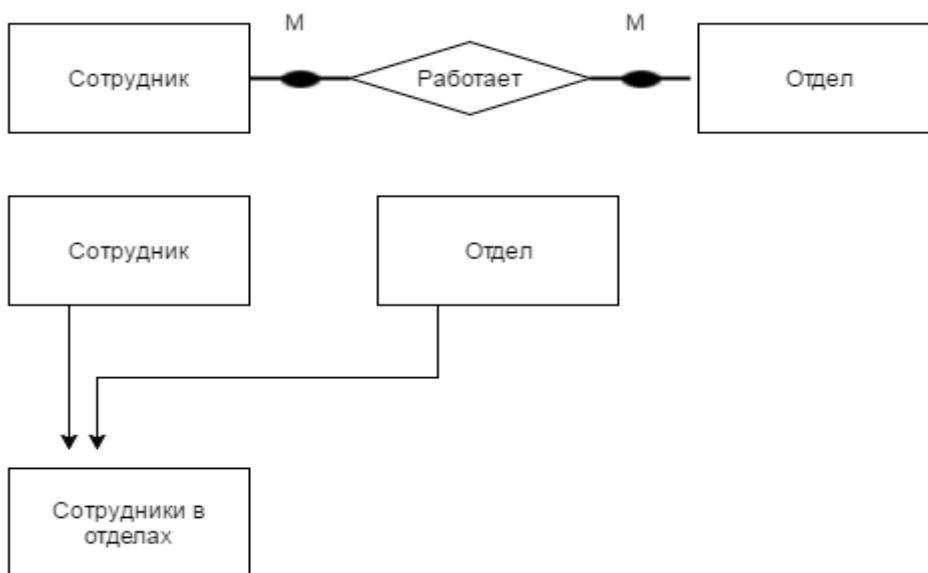 М М
Сотрудник Работает Отдел
Сотрудник Отдел
Сотрудники в
отделах